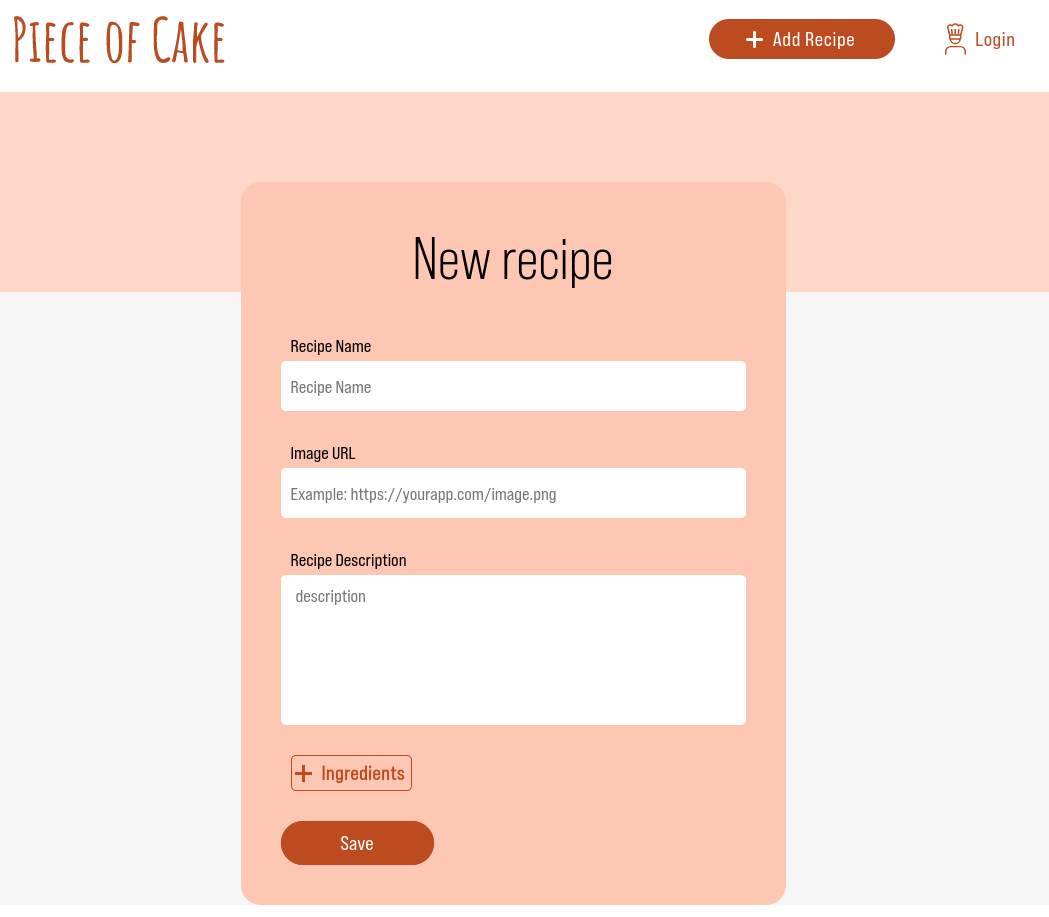 Piece of Cake
Add Recipe
Login
New recipe
Recipe Name
Recipe Name
Image URL
Example: https://yourapp.com/image.png
Recipe Description
description
Ingredients
Save